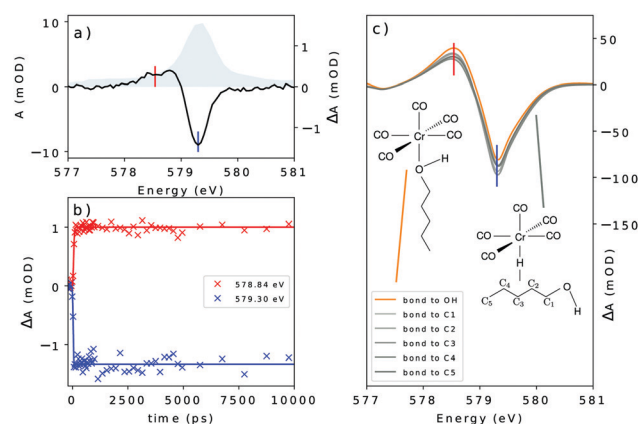 a)
A (mOD)
10
0
−10
1
0
−1
ΔA (mOD)
577
578
579
580
581
Energy (eV)
b)
ΔA (mOD)
1
0
−1
578.84 eV
579.30 eV
0
2500
5000
7500
10000
time (ps)
c)
50
0
−50
−100
−150
ΔA (mOD)
CO
CO
CO
Cr
CO
CO
O
H
CO
CO
CO
Cr
CO
CO
H
C4
C2
C5
C3
C1
O
H
bond to OH
bond to C1
bond to C2
bond to C3
bond to C4
bond to C5
577
578
579
580
581
Energy (eV)